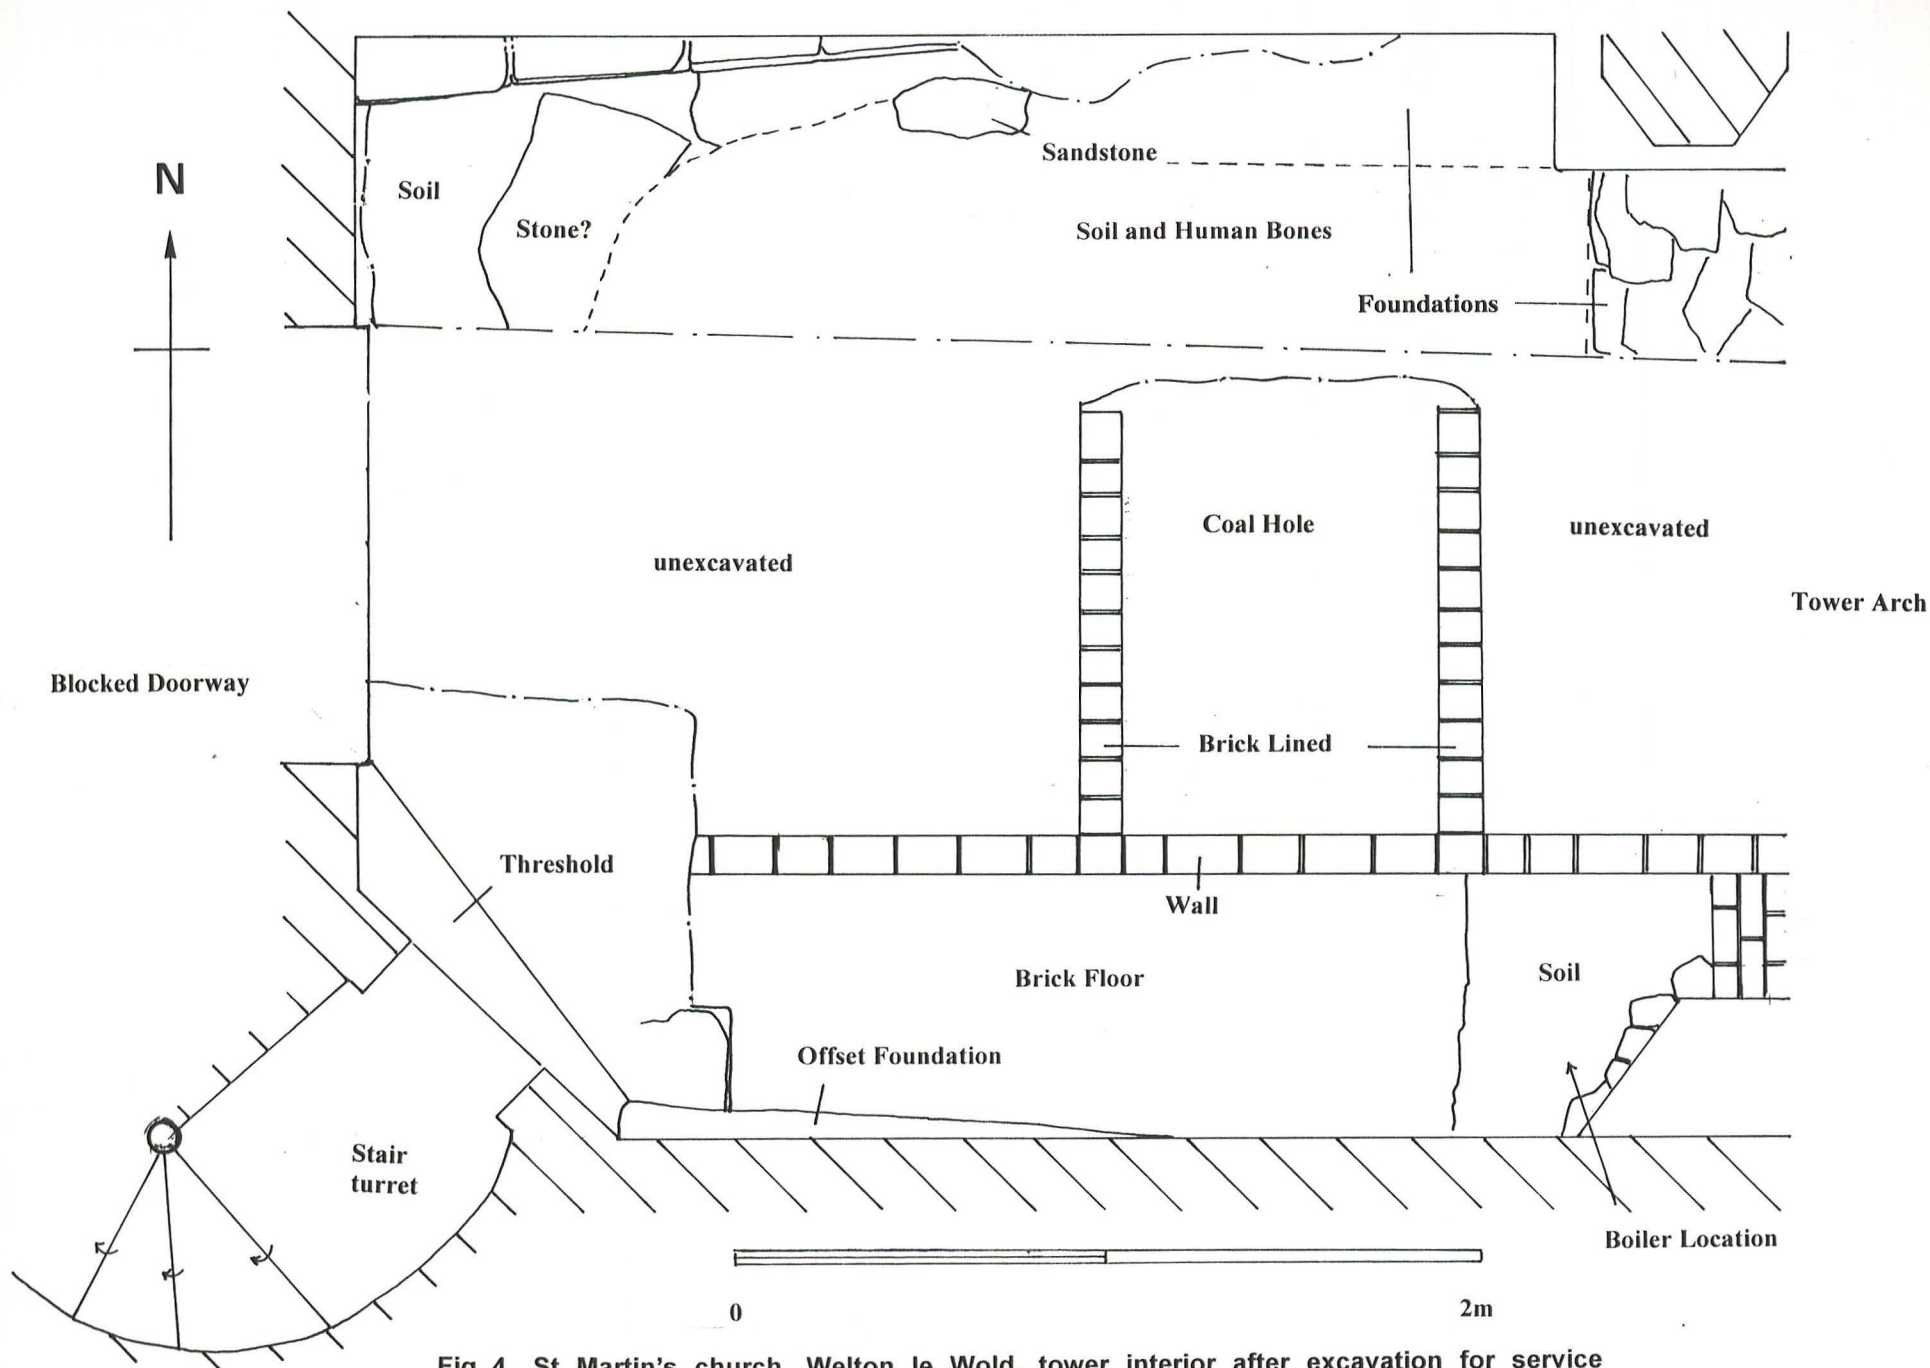 N
Soil
Stone?
Sandstone
Soil and Human Bones
Foundations
Coal Hole
unexcavated
unexcavated
Tower Arch
Blocked Doorway
Brick Lined
Threshold
Wall
Brick Floor
Soil
Offset Foundation
Stair
turret
Boiler Location
0
2m
Fig 4. St Martin's church, Welton le Wold, tower interior after excavation for service